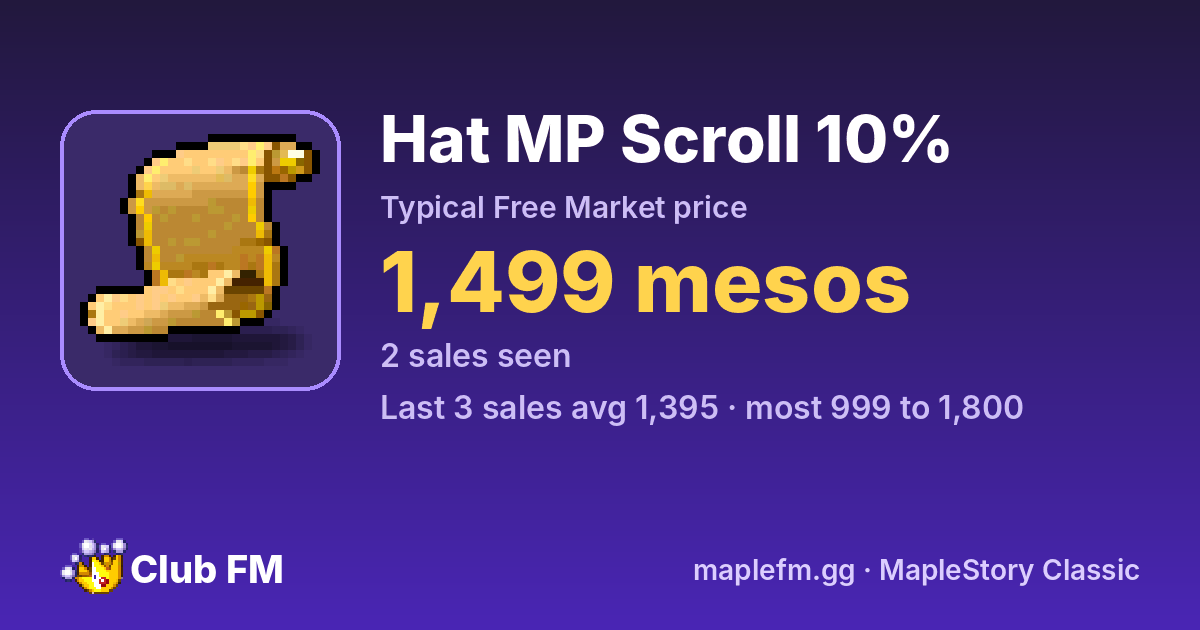 Hat MP Scroll 10%
Typical Free Market price
1,499 mesos
2 sales seen
Last 3 sales avg 1,395 · most 999 to 1,800
Club FM
maplefm.gg · MapleStory Classic